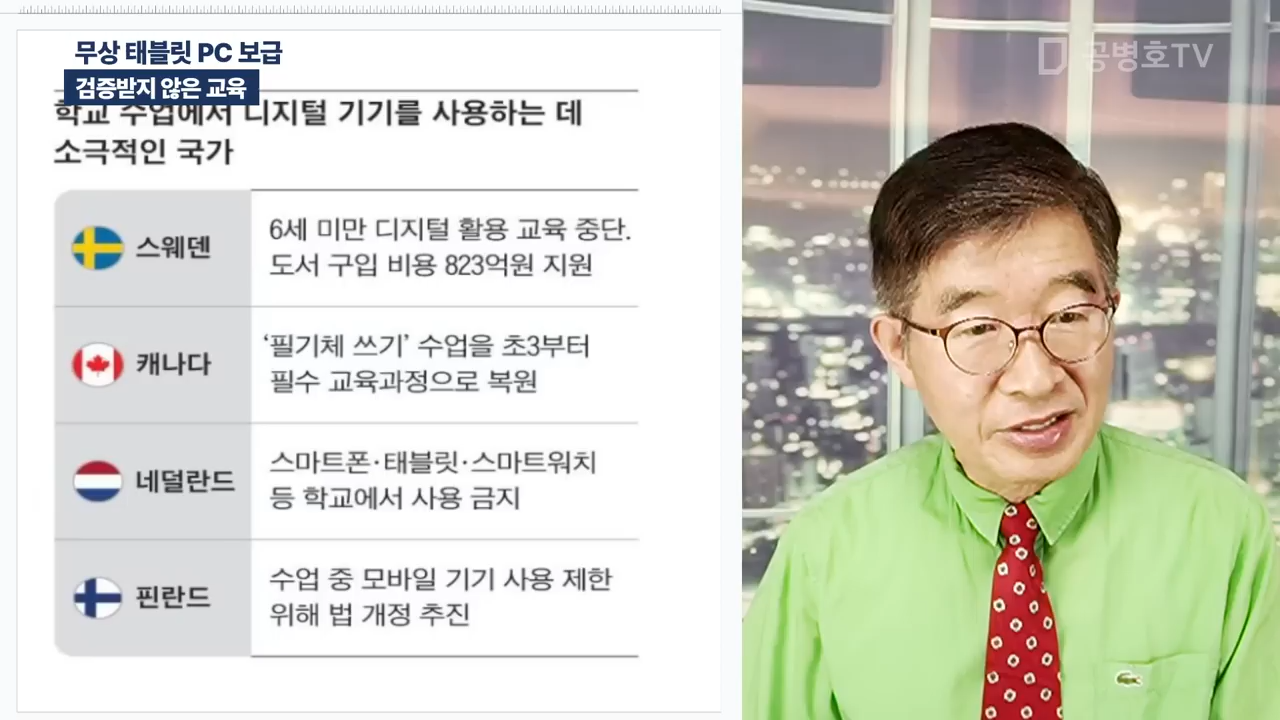 무상 태블릿 PC 보급
검증받지 않은 교육
공병호TV
학교 수업에서 디지털 기기를 사용하는 데
소극적인 국가
스웨덴
6세 미만 디지털 활용 교육 중단.
도서 구입 비용 823억원 지원
캐나다
‘필기체 쓰기’ 수업을 초3부터
필수 교육과정으로 복원
네덜란드
스마트폰·태블릿·스마트워치
등 학교에서 사용 금지
핀란드
수업 중 모바일 기기 사용 제한
위해 법 개정 추진